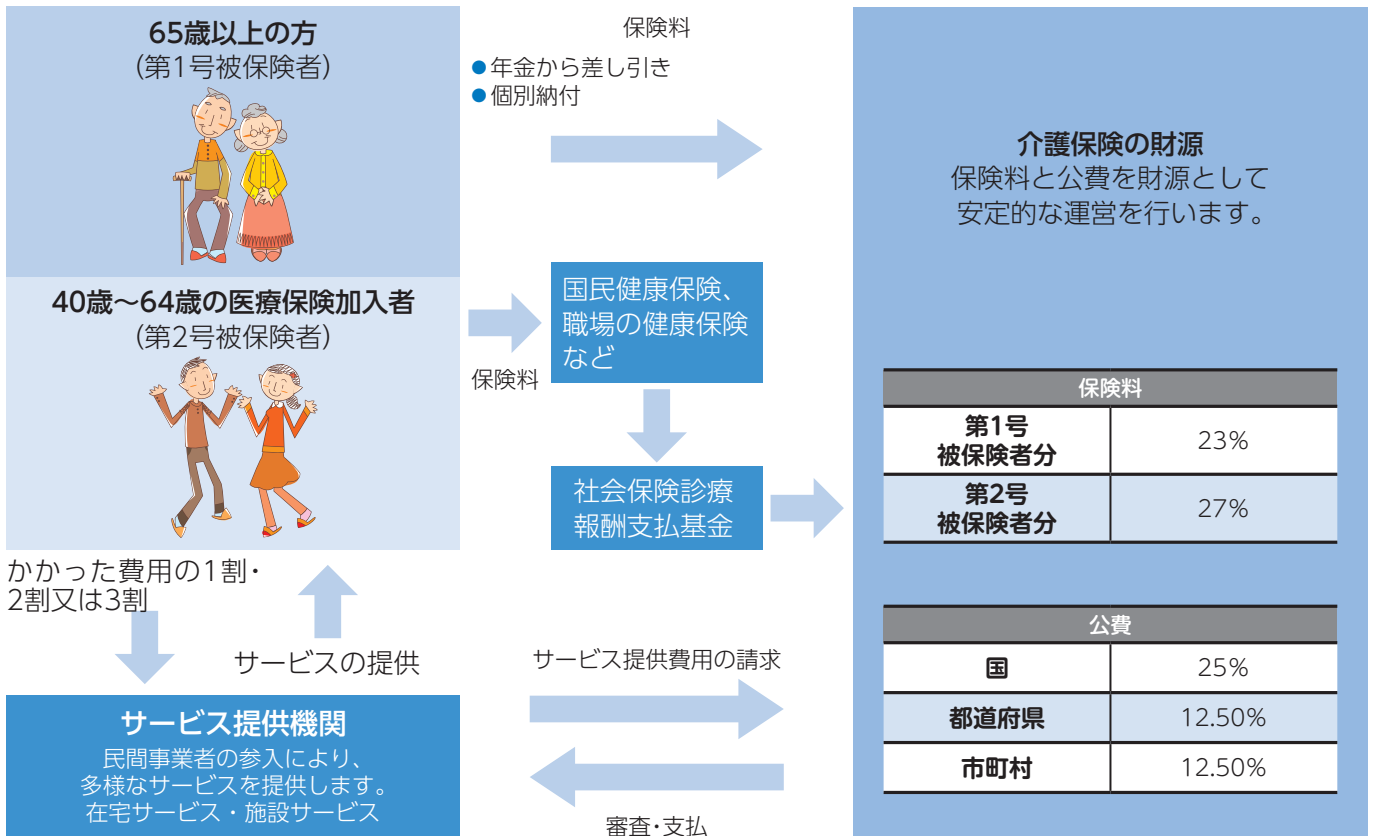 65歳以上の方
(第1号被保険者)
保険料
●年金から差し引き
●個別納付
40歳～64歳の医療保険加入者
(第2号被保険者)
保険料
国民健康保険、
職場の健康保険
など
社会保険診療
報酬支払基金
かかった費用の1割・
2割又は3割
サービスの提供
サービス提供機関
民間事業者の参入により、
多様なサービスを提供します。
在宅サービス・施設サービス
サービス提供費用の請求
審査・支払
介護保険の財源
保険料と公費を財源として
安定的な運営を行います。
保険料
第1号
被保険者分 23%
第2号
被保険者分 27%
公費
国 25%
都道府県 12.50%
市町村 12.50%